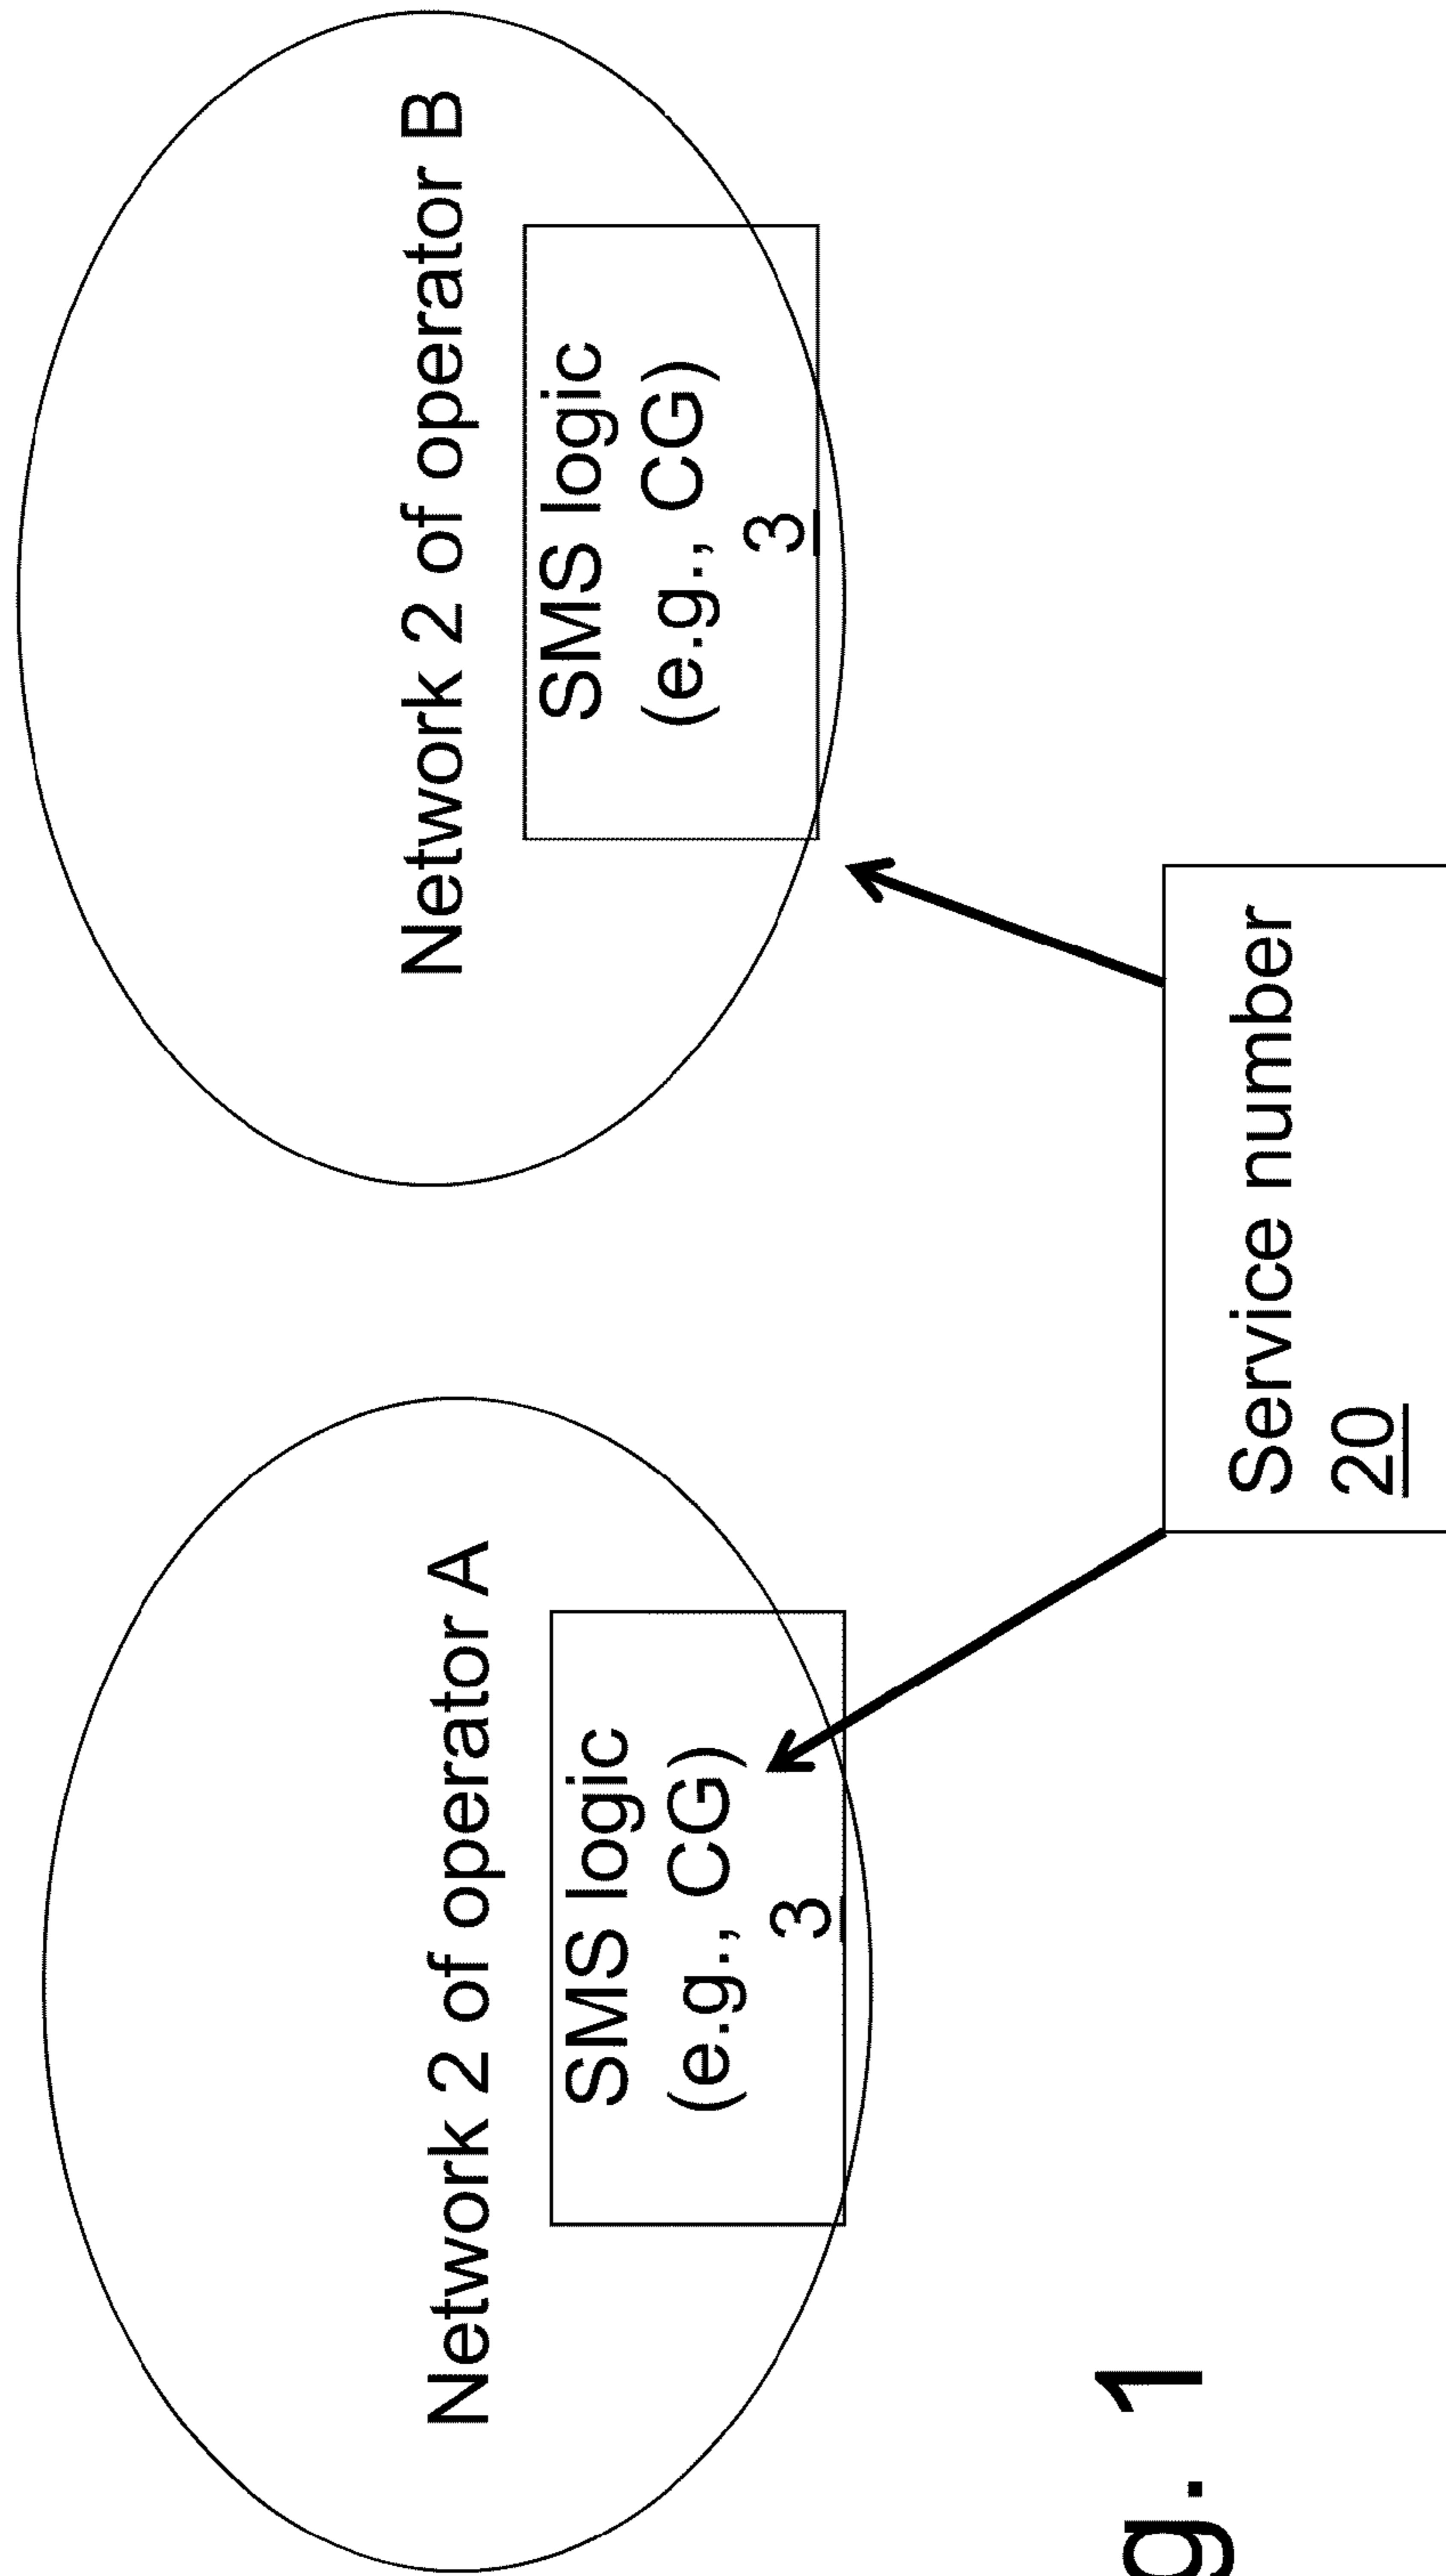 Network 2 of operator A
SMS logic
(e.g., CG)
3
Network 2 of operator B
SMS logic
(e.g., CG)
3
Service number
20
g. 1